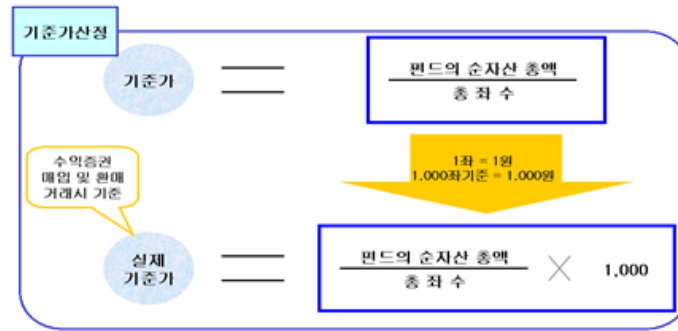 기준가산정
기준가
펀드의 순자산 총액
총 좌 수
1좌 = 1원
1,000좌기준 = 1,000원
수익증권
매입 및 환매
거래시 기준
실제
기준가
펀드의 순자산 총액
총 좌 수
× 1,000